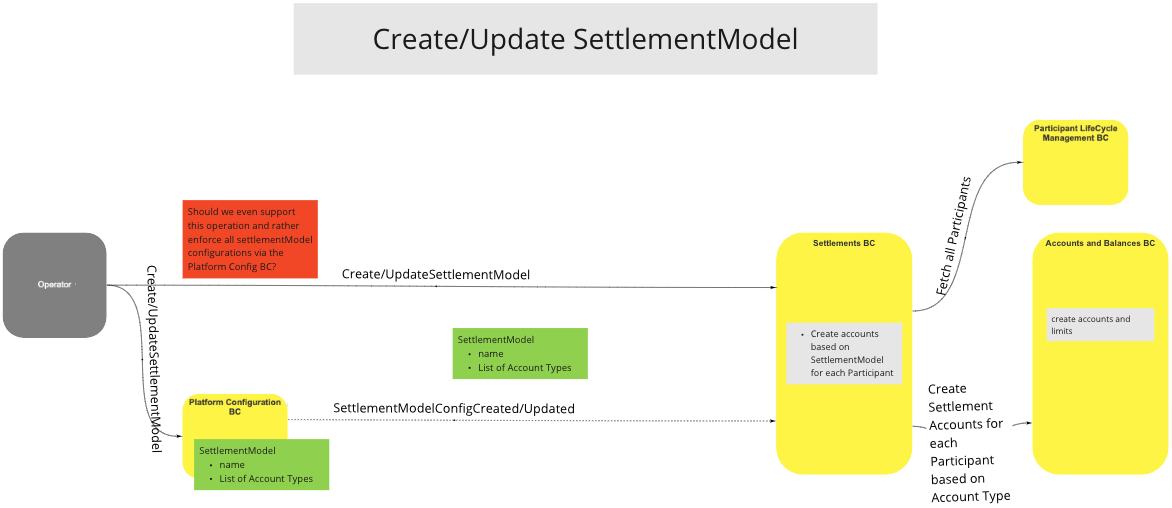 Create/Update SettlementModel
Participant LifeCycle
Management BC
Should we even support
this operation and rather
enforce all settlementModel
configurations via the
Platform Config BC?
Fetch all Participants
Operator
Create/UpdateSettlementModel
Create/UpdateSettlementModel
Settlements BC
Accounts and Balances BC
create accounts and
limits
• Create accounts
based on
SettlementModel
for each Participant
SettlementModel
• name
• List of Account Types
Create
Settlement
Accounts for
each
Participant
based on
Account Type
Platform Configuration
BC
SettlementModelConfigCreated/Updated
SettlementModel
• name
• List of Account Types